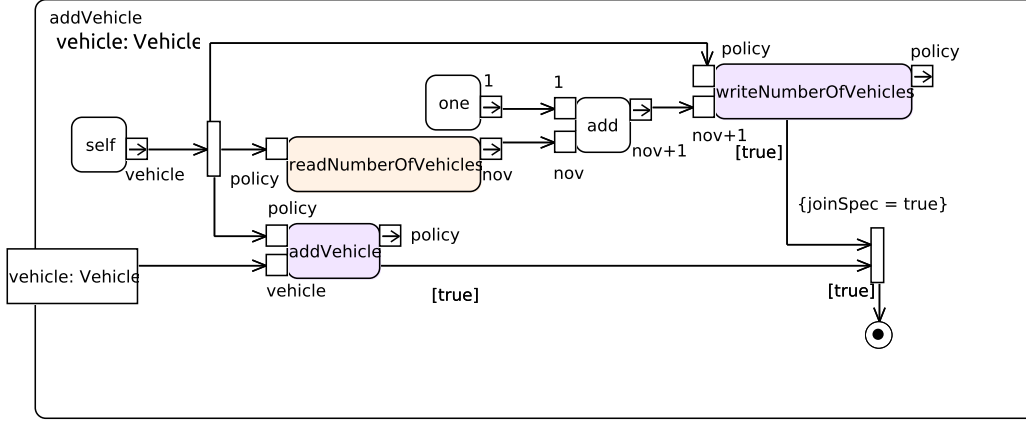 addVehicle
vehicle: Vehicle
policy
policy
1
1
one
writeNumberOfVehicles
self
add
nov+1
nov+1
[true]
readNumberOfVehicles
vehicle
policy
nov
nov
policy
{joinSpec = true}
addVehicle
policy
vehicle: Vehicle
vehicle
[true]
[true]